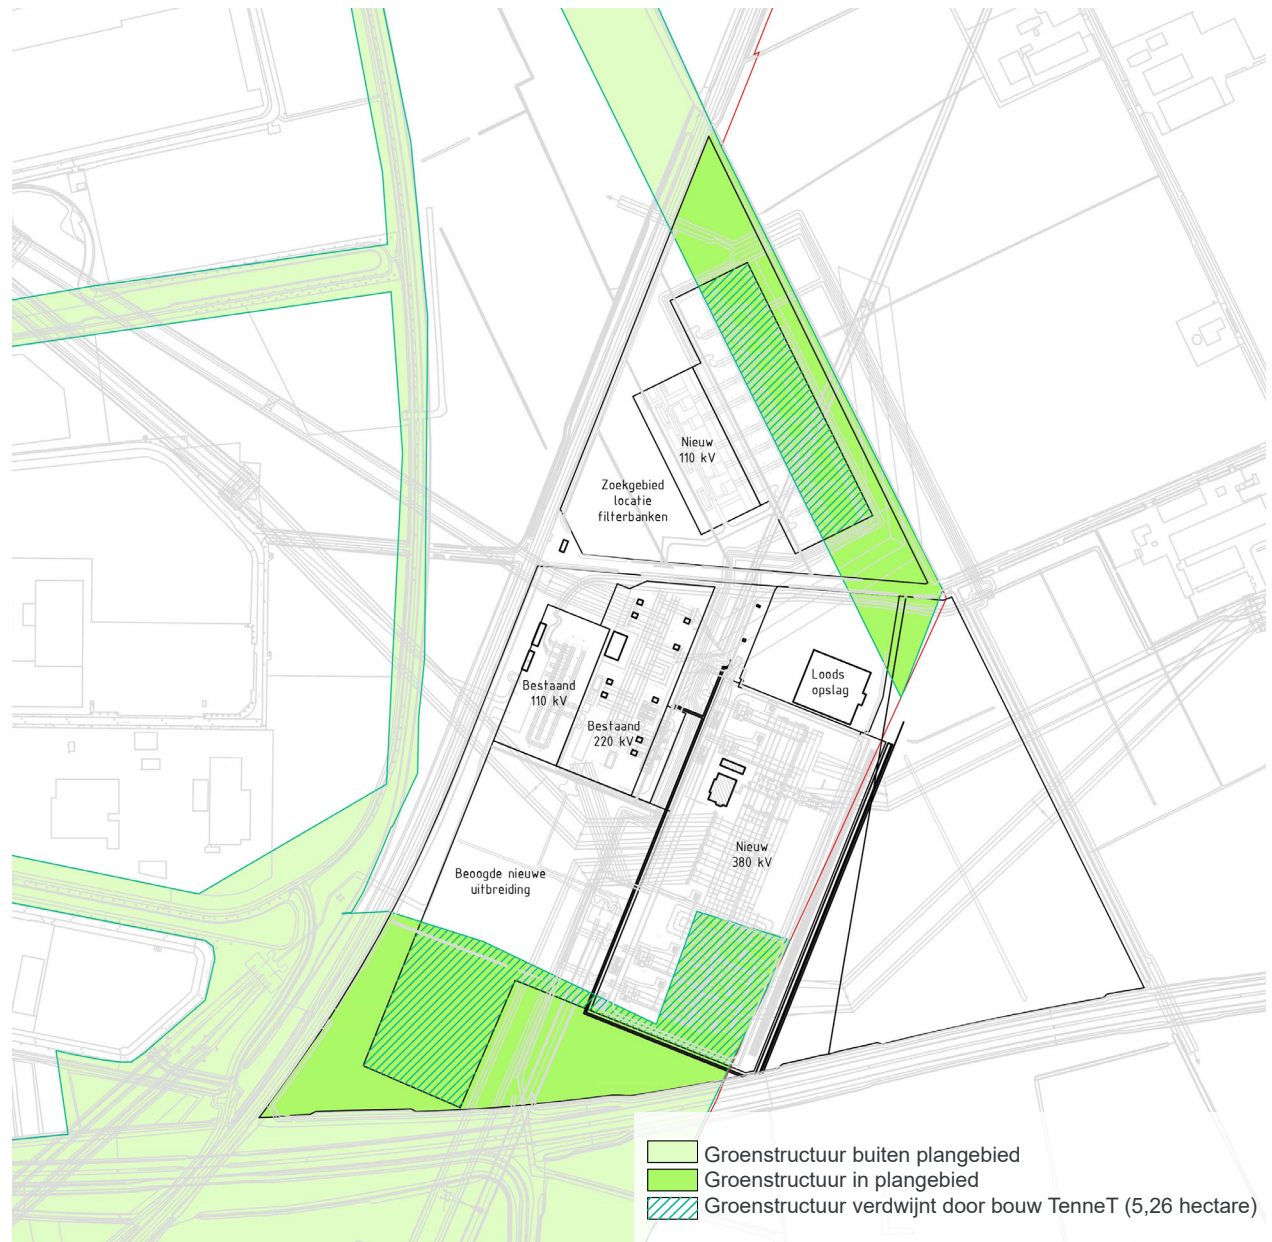 Nieuw
110 kV
Zoekgebied
locatie
filterbanken
Loods
opslag
Bestaand
110 kV
Bestaand
220 kV
Nieuw
380 kV
Beoogde nieuwe
uitbreiding
Groenstructuur buiten plangebied
Groenstructuur in plangebied
Groenstructuur verdwijnt door bouw TenneT (5,26 hectare)